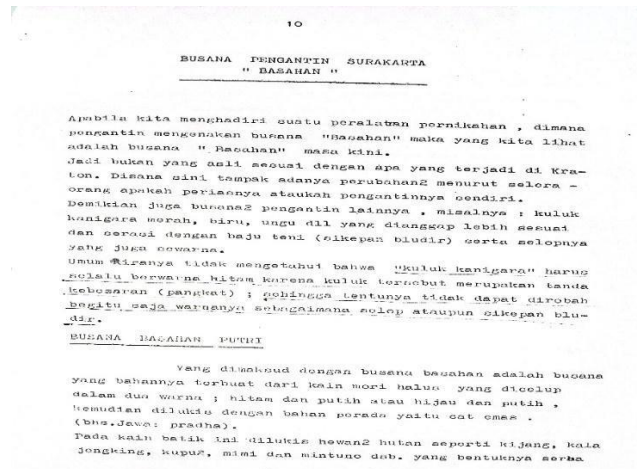 10
BUSANA PENGANTIN SURAKARTA
" BASAHAN "
Apabila kita menghadiri suatu peralatan pernikahan , dimana
pengantin mengenakan busana "Basahan" maka yang kita lihat
adalah busana " Basahan" masa kini.
Jadi bukan yang asli sesuai dengan apa yang terjadi di Kra-
ton. Disana sini tampak adanya perubahan2 menurut selera -
orang apakah periasnya ataukah pengantinnya sendiri.
Demikian juga busana2 pengantin lainnya , misalnya : kuluk
kanigara merah, biru, ungu dll yang dianggap lebih sesuai
dan serasi dengan baju teni (sikepan bludir) serta selopnya
yang juga sewarna.
Umum kiranya tidak mengetahui bahwa "kuluk kanigara" harus
selalu berwarna hitam karena kuluk tersebut merupakan tanda
kebesaran (pangkat) ; sehingga tentunya tidak dapat dirobah
begitu saja warnanya sebagaimana selop ataupun sikepan blu-
dir.
BUSANA BASAHAN PUTRI
Yang dimaksud dengan busana basahan adalah busana
yang bahannya terbuat dari kain mori halus yang dicelup
dalam dua warna ; hitam dan putih atau hijau dan putih ,
kemudian dilukis dengan bahan perada yaitu cat emas .
(bhs.Jawa: pradha).
Pada kain batik ini dilukis hewan2 hutan seperti kijang, kala
jongking, kupu2, mimi dan mintuno dsb. yang bentuknya serba